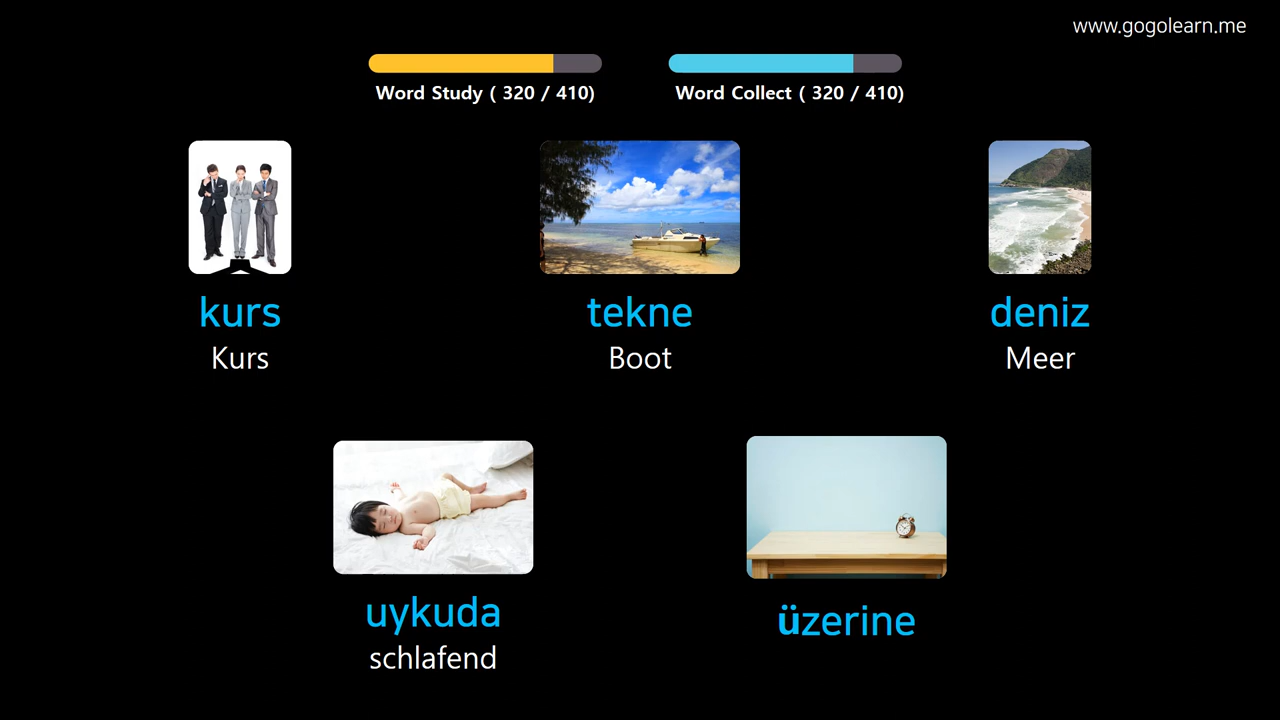 www.gogolearn.me
Word Study ( 320 / 410)
Word Collect ( 320 / 410)
kurs
Kurs
tekne
Boot
deniz
Meer
uykuda
schlafend
üzerine